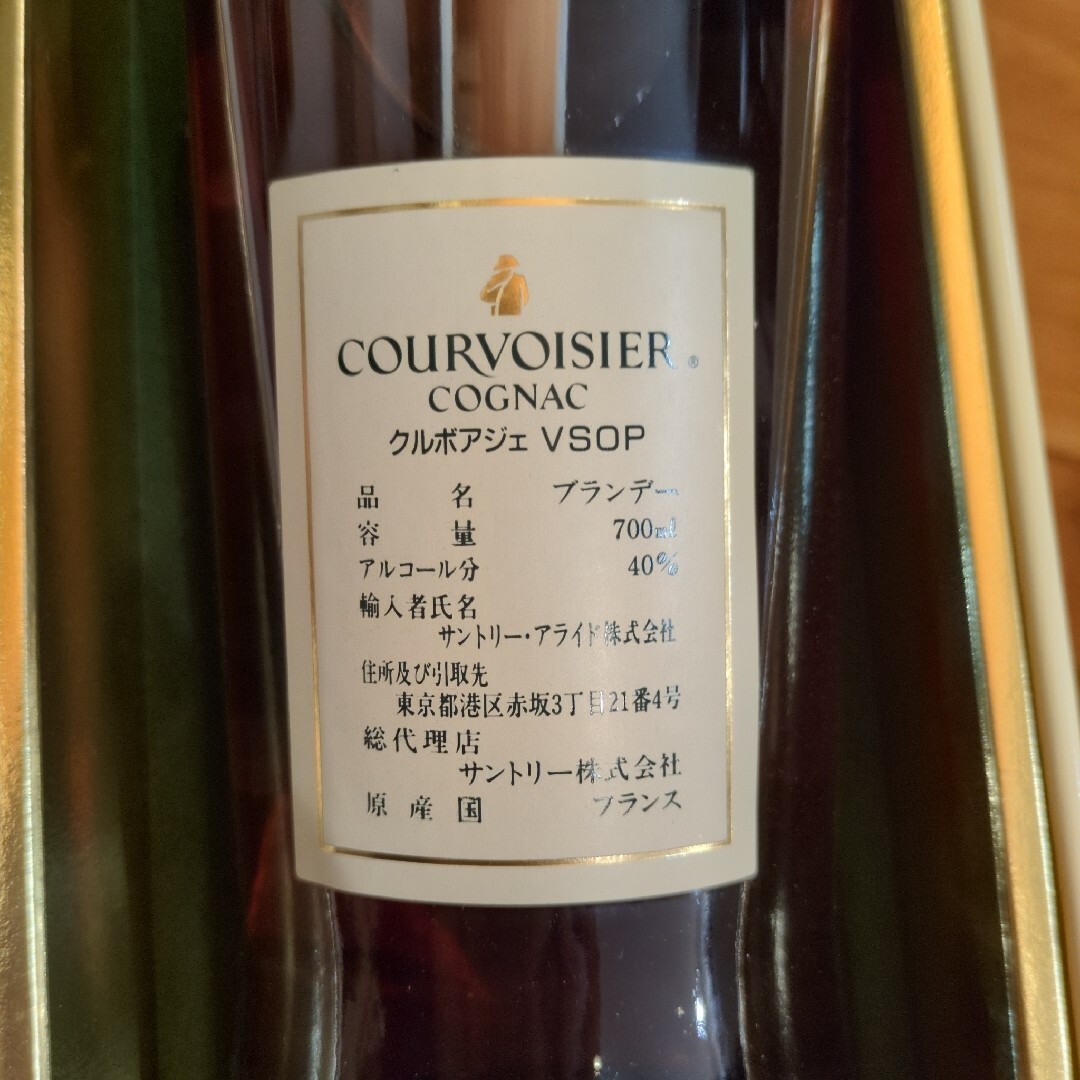 COURVOISIER®
COGNAC
クルボアジェ VSOP
品名 ブランデー
容量 700ml
アルコール分 40%
輸入者氏名
サントリー・アライド株式会社
住所及び引取先
東京都港区赤坂3丁目21番4号
総代理店
サントリー株式会社
原産国 フランス